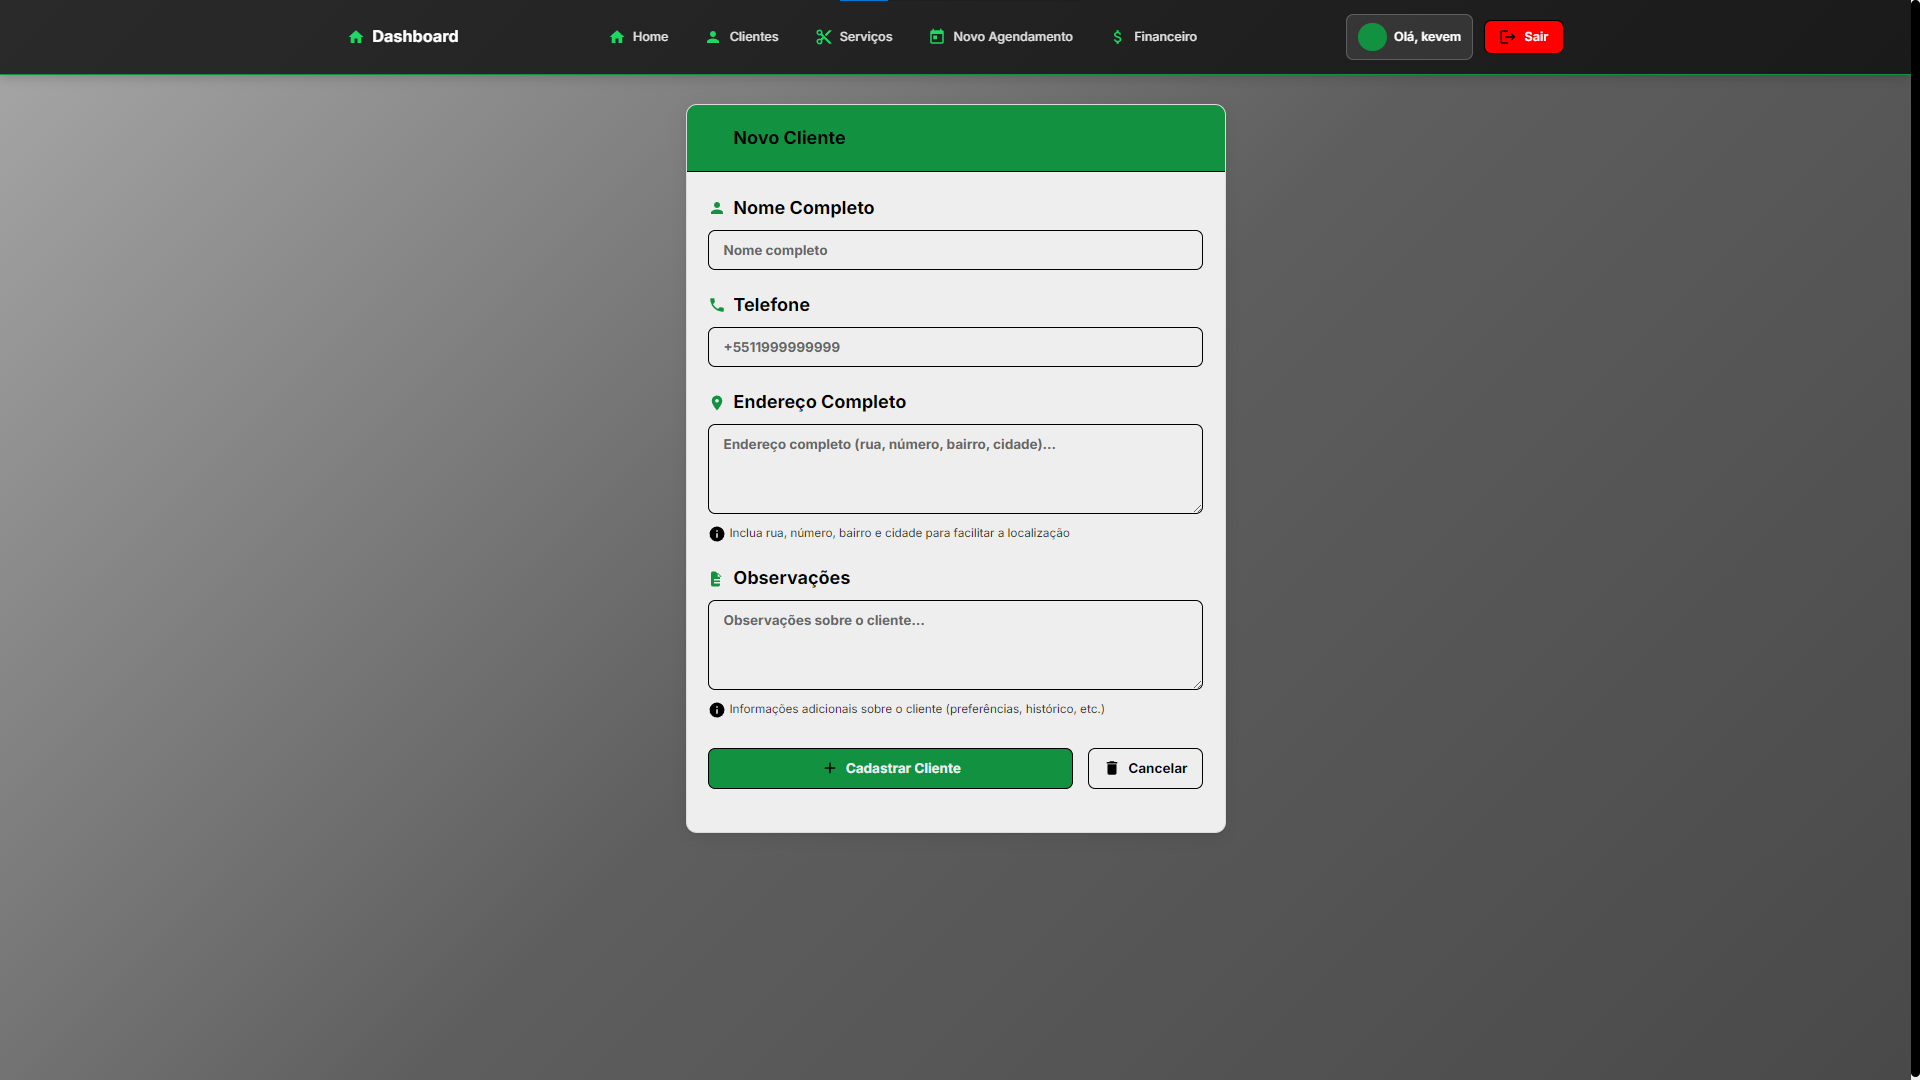 Dashboard
Home
Clientes
Serviços
Novo Agendamento
Financeiro
Olá, kevem
Sair
Novo Cliente
Nome Completo
Nome completo
Telefone
+5511999999999
Endereço Completo
Endereço completo (rua, número, bairro, cidade)...
Inclua rua, número, bairro e cidade para facilitar a localização
Observações
Observações sobre o cliente...
Informações adicionais sobre o cliente (preferências, histórico, etc.)
Cadastrar Cliente
Cancelar